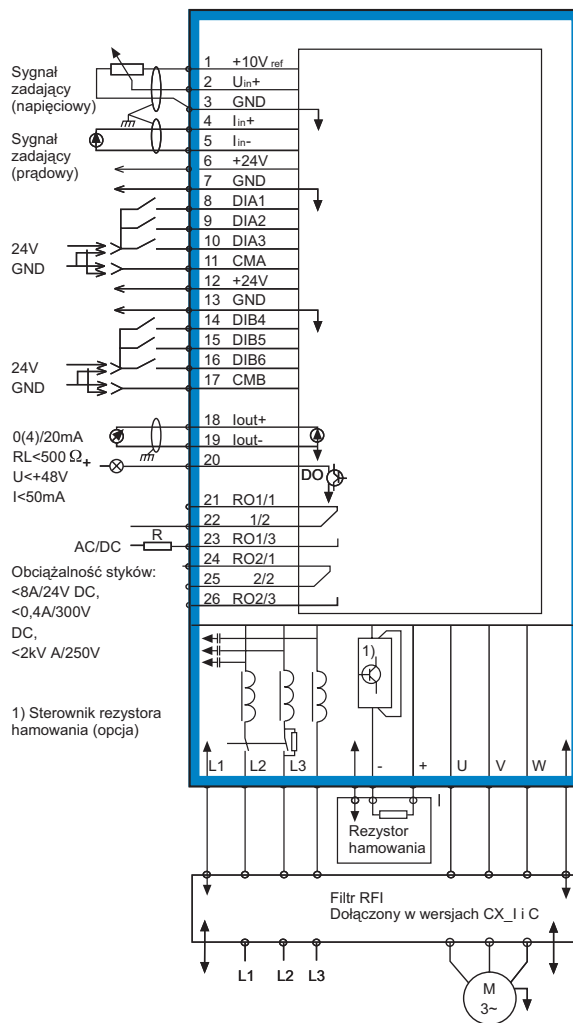 Sygnał
zadający
(napięciowy)
Sygnał
zadający
(prądowy)
1 +10V ref
2 Uin+
3 GND
4 Iin+
5 Iin-
6 +24V
7 GND
8 DIA1
9 DIA2
10 DIA3
11 CMA
12 +24V
13 GND
14 DIB4
15 DIB5
16 DIB6
17 CMB
24V
GND
24V
GND
18 Iout+
19 Iout-
20
DO
0(4)/20mA
RL<500 Ω
+ -
U<+48V
I<50mA
21 RO1/1
22 1/2
23 RO1/3
24 RO2/1
25 2/2
26 RO2/3
R
AC/DC
Obciążalność styków:
<8A/24V DC,
<0,4A/300V
DC,
<2kV A/250V
1)
1) Sterownik rezystora
hamowania (opcja)
L1 L2 L3 - + U V W
I
Rezystor
hamowania
Filtr RFI
Dołączony w wersjach CX_I i C
L1 L2 L3
M
3~